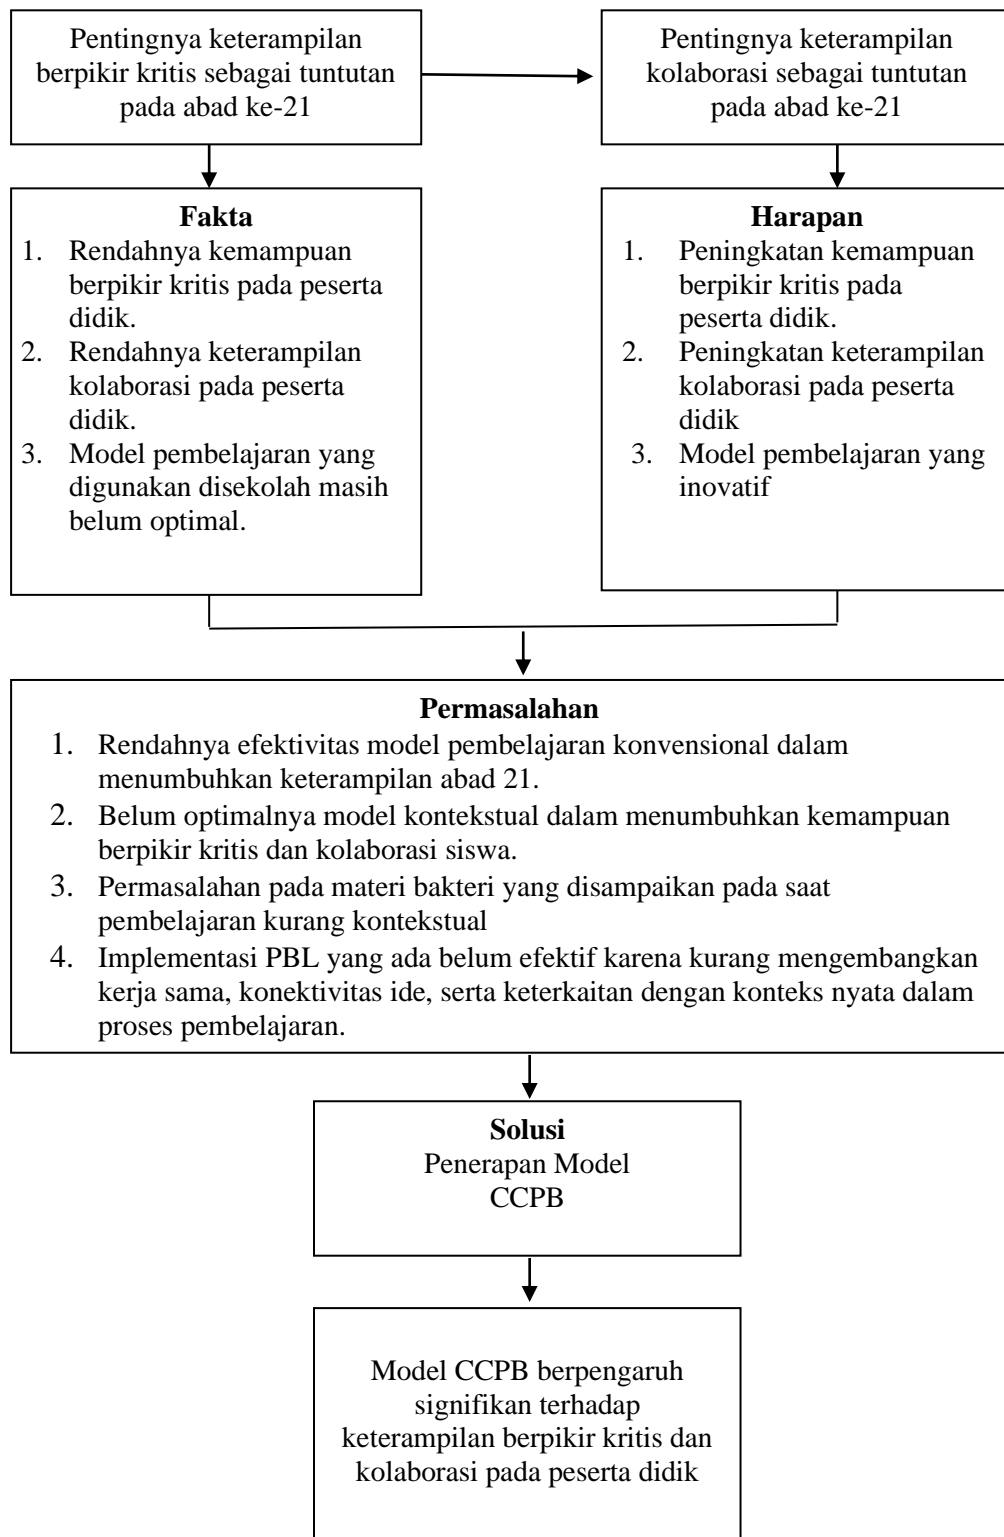 Pentingnya keterampilan
berpikir kritis sebagai tuntutan
pada abad ke-21
Pentingnya keterampilan
kolaborasi sebagai tuntutan
pada abad ke-21
Fakta
1. Rendahnya kemampuan
berpikir kritis pada peserta
didik.
2. Rendahnya keterampilan
kolaborasi pada peserta
didik.
3. Model pembelajaran yang
digunakan disekolah masih
belum optimal.
Harapan
1. Peningkatan kemampuan
berpikir kritis pada
peserta didik.
2. Peningkatan keterampilan
kolaborasi pada peserta
didik
3. Model pembelajaran yang
inovatif
Permasalahan
1. Rendahnya efektivitas model pembelajaran konvensional dalam
menumbuhkan keterampilan abad 21.
2. Belum optimalnya model kontekstual dalam menumbuhkan kemampuan
berpikir kritis dan kolaborasi siswa.
3. Permasalahan pada materi bakteri yang disampaikan pada saat
pembelajaran kurang kontekstual
4. Implementasi PBL yang ada belum efektif karena kurang mengembangkan
kerja sama, konektivitas ide, serta keterkaitan dengan konteks nyata dalam
proses pembelajaran.
Solusi
Penerapan Model
CCPB
Model CCPB berpengaruh
signifikan terhadap
keterampilan berpikir kritis dan
kolaborasi pada peserta didik